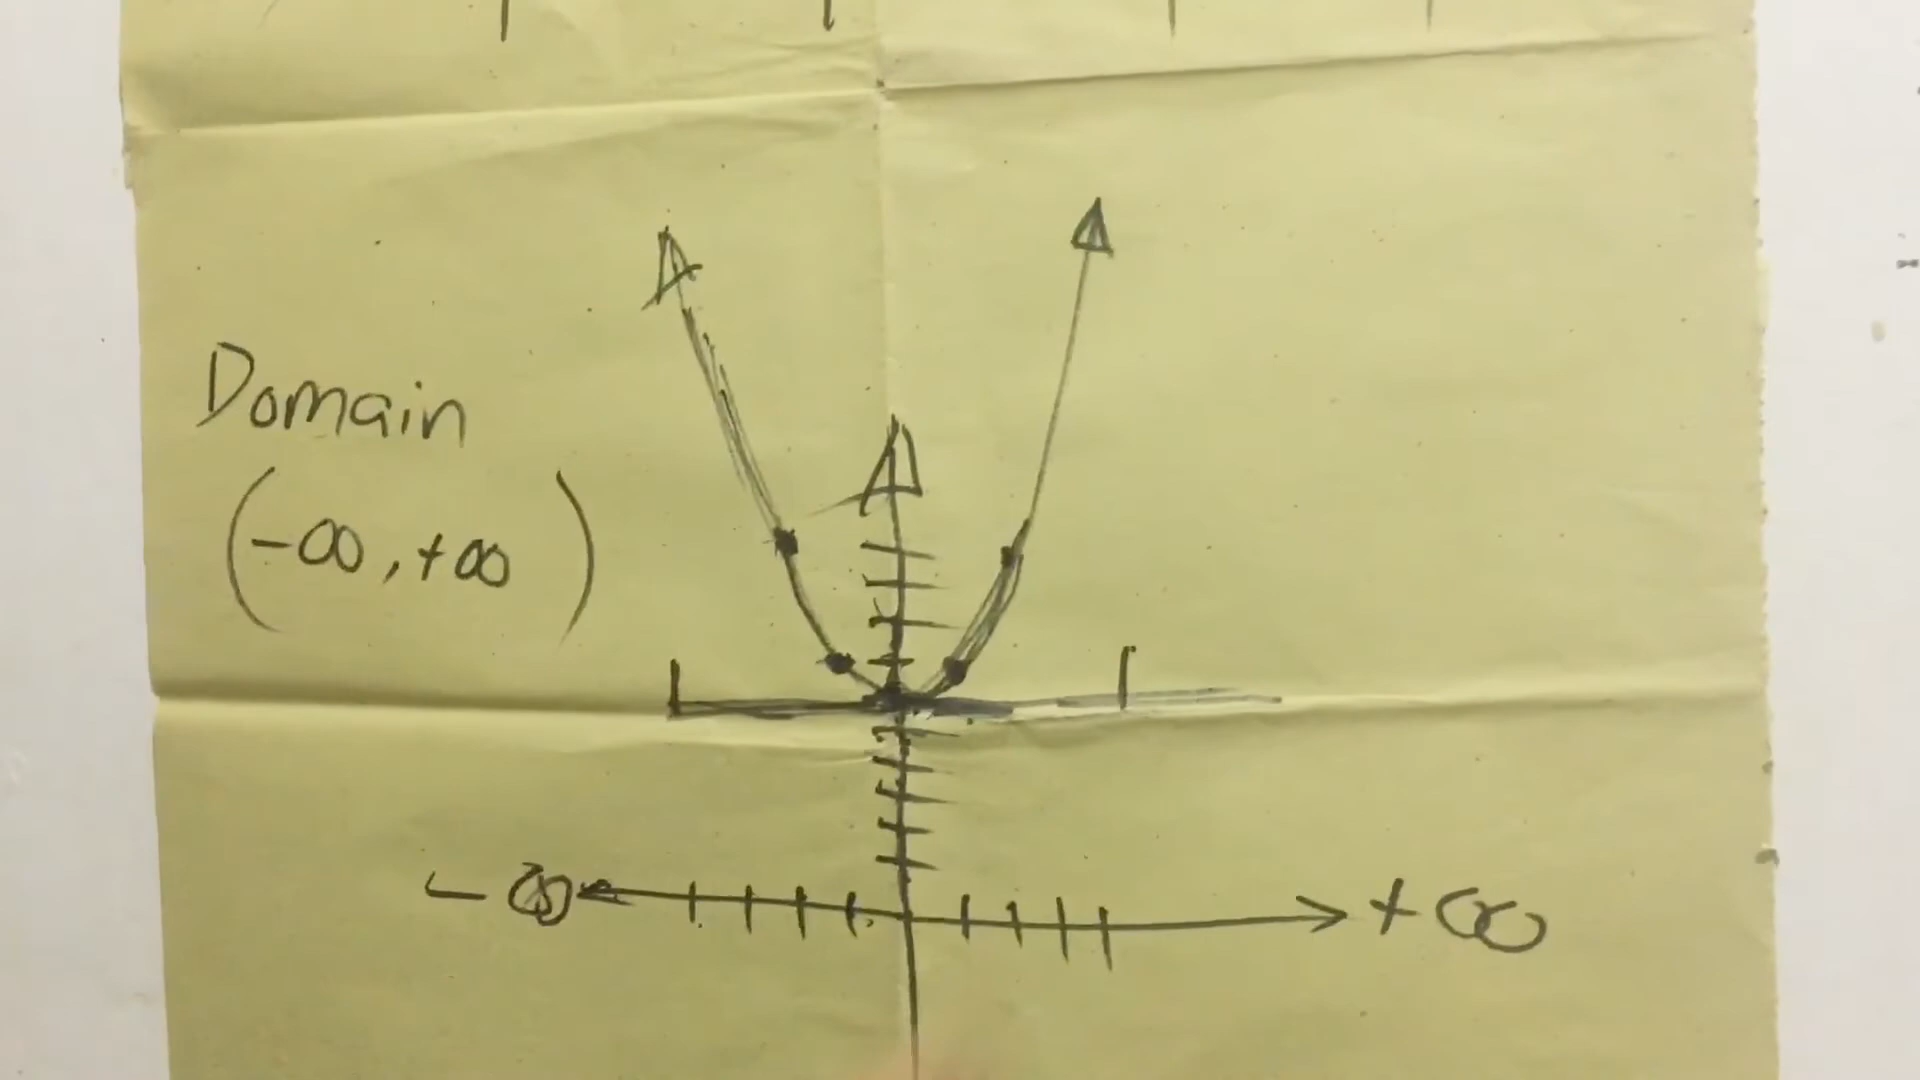 Domain
(-∞, +∞)
-∞
+∞